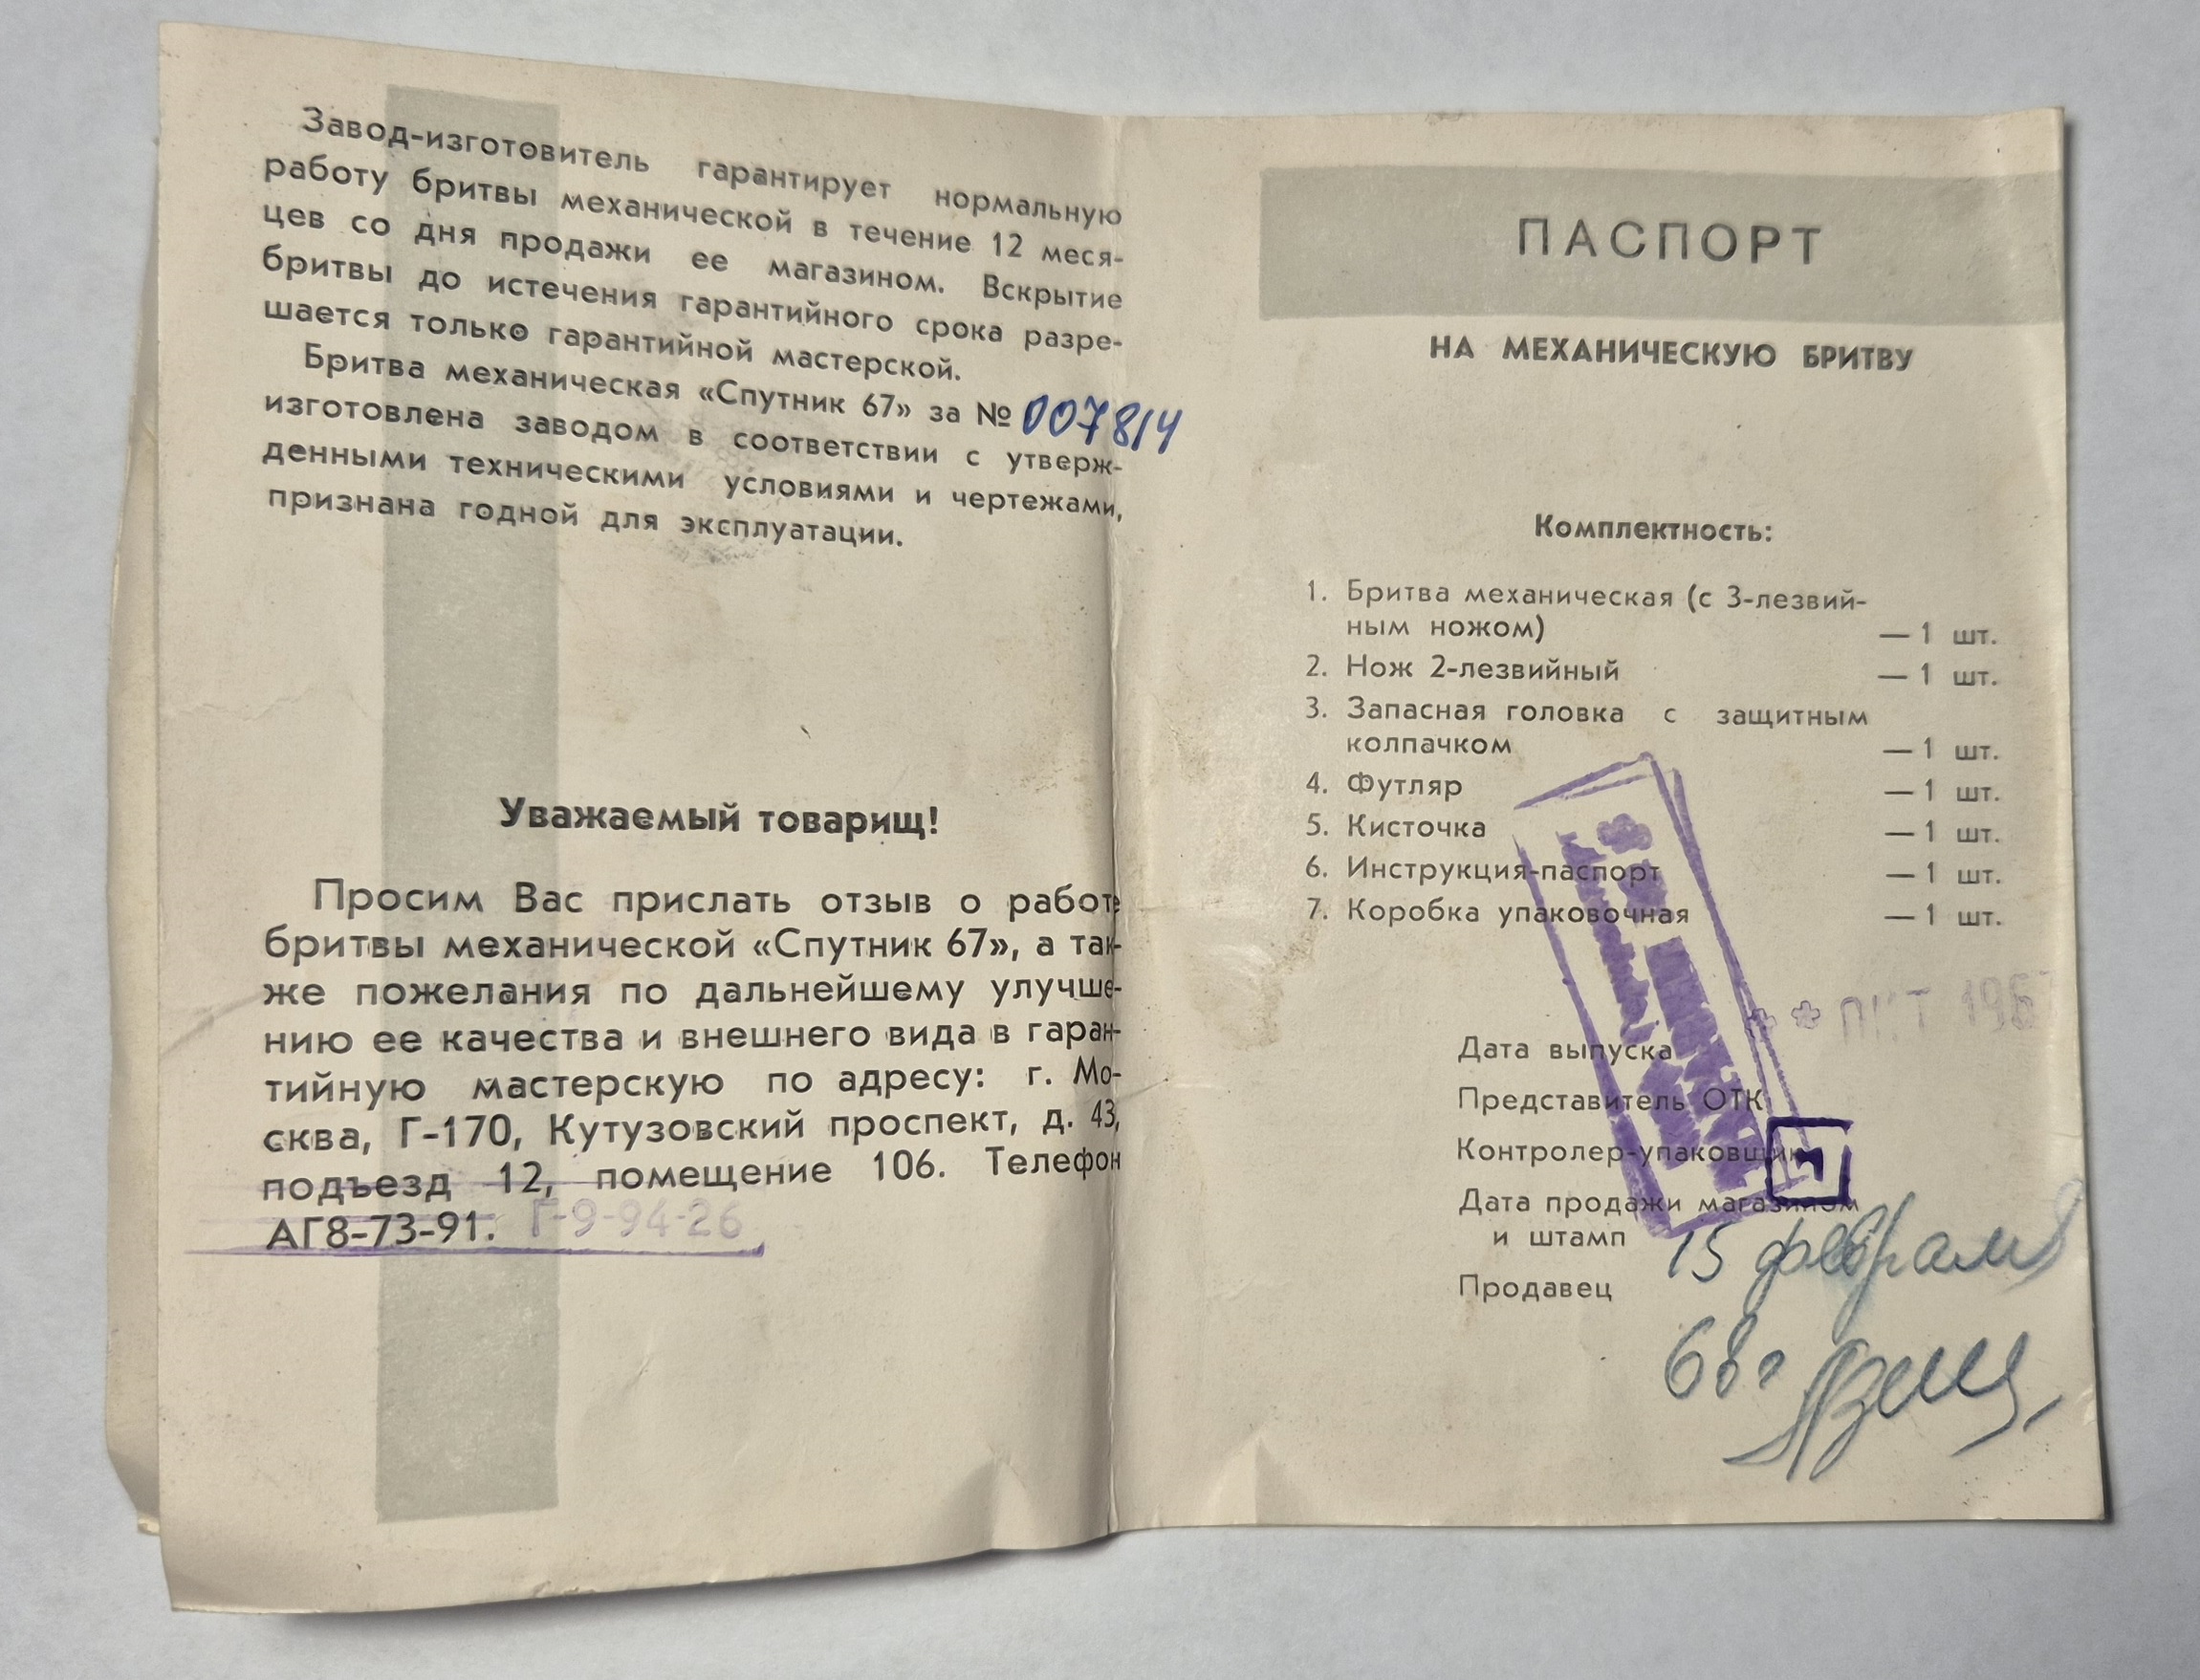 Завод-изготовитель гарантирует нормальную
работу бритвы механической в течение 12 меся-
цев со дня продажи ее магазином. Вскрытие
бритвы до истечения гарантийного срока разре-
шается только гарантийной мастерской.
Бритва механическая «Спутник 67» за № 007814
изготовлена заводом в соответствии с утверж-
денными техническими условиями и чертежами,
признана годной для эксплуатации.
Уважаемый товарищ!
Просим Вас прислать отзыв о работе
бритвы механической «Спутник 67», а так-
же пожелания по дальнейшему улучше-
нию ее качества и внешнего вида в гаран-
тийную мастерскую по адресу: г. Мо-
сква, Г-170, Кутузовский проспект, д. 43,
подъезд 12, помещение 106. Телефон
АГ8-73-91. Г-9-94-26
ПАСПОРТ
НА МЕХАНИЧЕСКУЮ БРИТВУ
Комплектность:
1. Бритва механическая (с 3-лезвий-
ным ножом) — 1 шт.
2. Нож 2-лезвийный — 1 шт.
3. Запасная головка с защитным
колпачком — 1 шт.
4. Футляр — 1 шт.
5. Кисточка — 1 шт.
6. Инструкция-паспорт — 1 шт.
7. Коробка упаковочная — 1 шт.
Дата выпуска
Представитель ОТК
Контролер-упаковщик
Дата продажи магазином
и штамп 15 февраля
Продавец
68 г